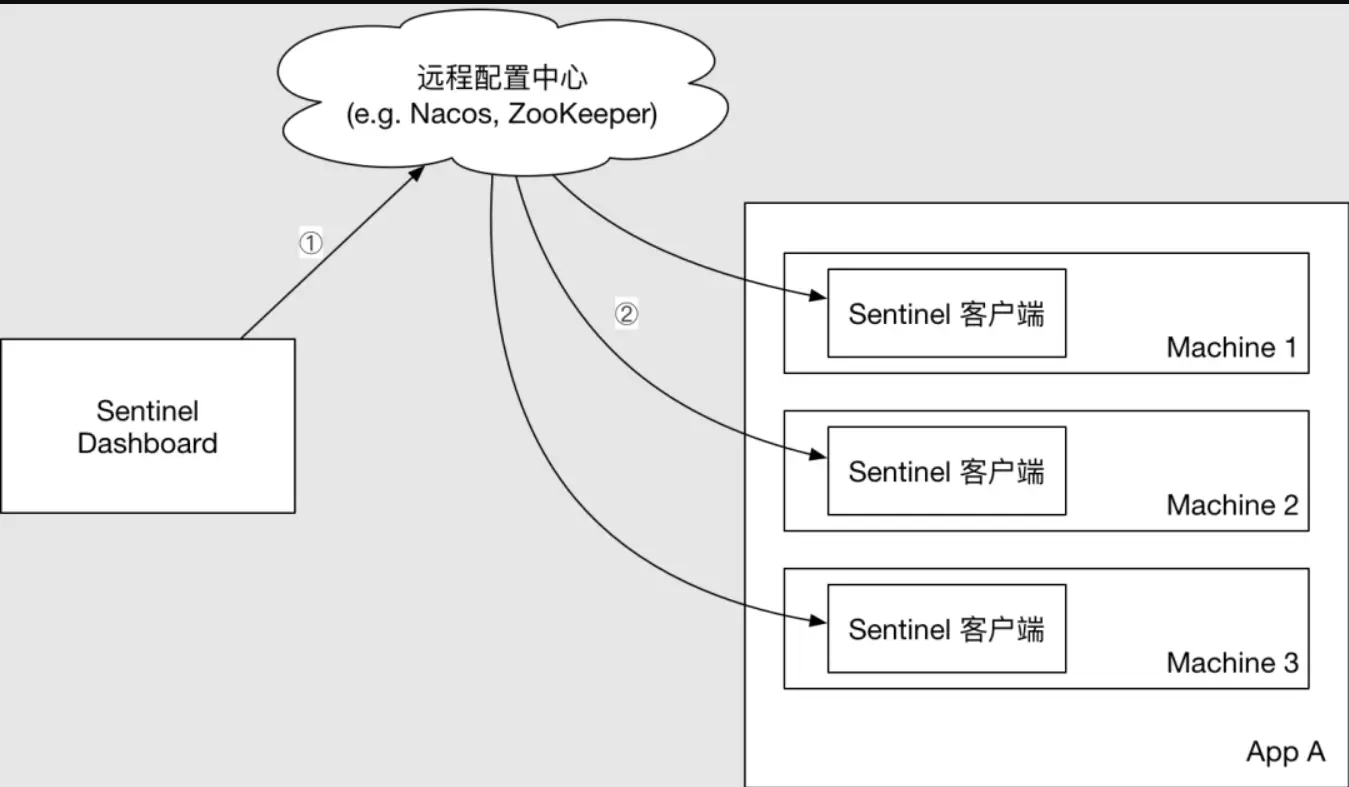 远程配置中心
(e.g. Nacos, ZooKeeper)
①
②
Sentinel
Dashboard
Sentinel 客户端
Machine 1
Sentinel 客户端
Machine 2
Sentinel 客户端
Machine 3
App A